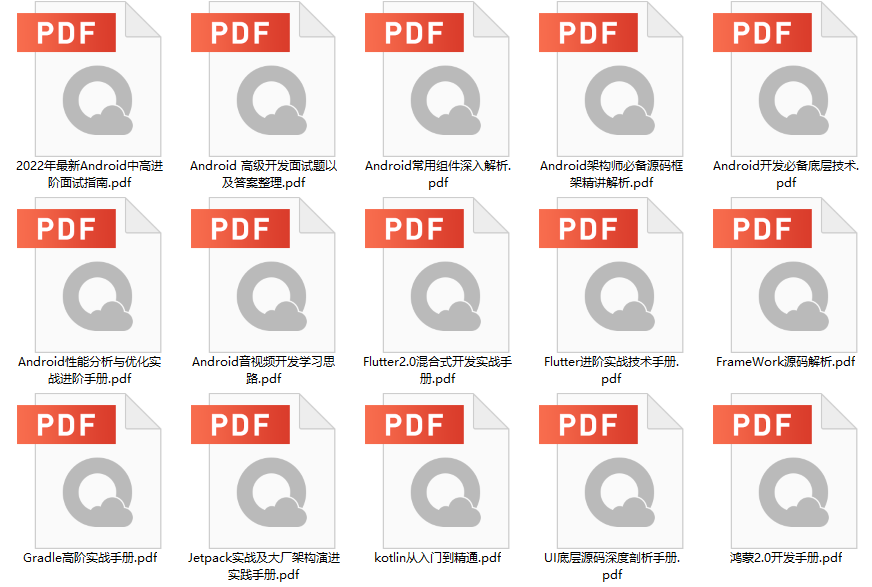 PDF PDF PDF PDF PDF
2022年最新Android中高进
阶面试指南.pdf
Android 高级开发面试题以
及答案整理.pdf
Android常用组件深入解析.
pdf
Android架构师必备源码框
架精讲解析.pdf
Android开发必备底层技术.
pdf
PDF PDF PDF PDF PDF
Android性能分析与优化实
战进阶手册.pdf
Android音视频开发学习思
路.pdf
Flutter2.0混合式开发实战手
册.pdf
Flutter进阶实战技术手册.
pdf
FrameWork源码解析.pdf
PDF PDF PDF PDF PDF
Gradle高阶实战手册.pdf
Jetpack实战及大厂架构演进
实践手册.pdf
kotlin从入门到精通.pdf
UI底层源码深度剖析手册.
pdf
鸿蒙2.0开发手册.pdf